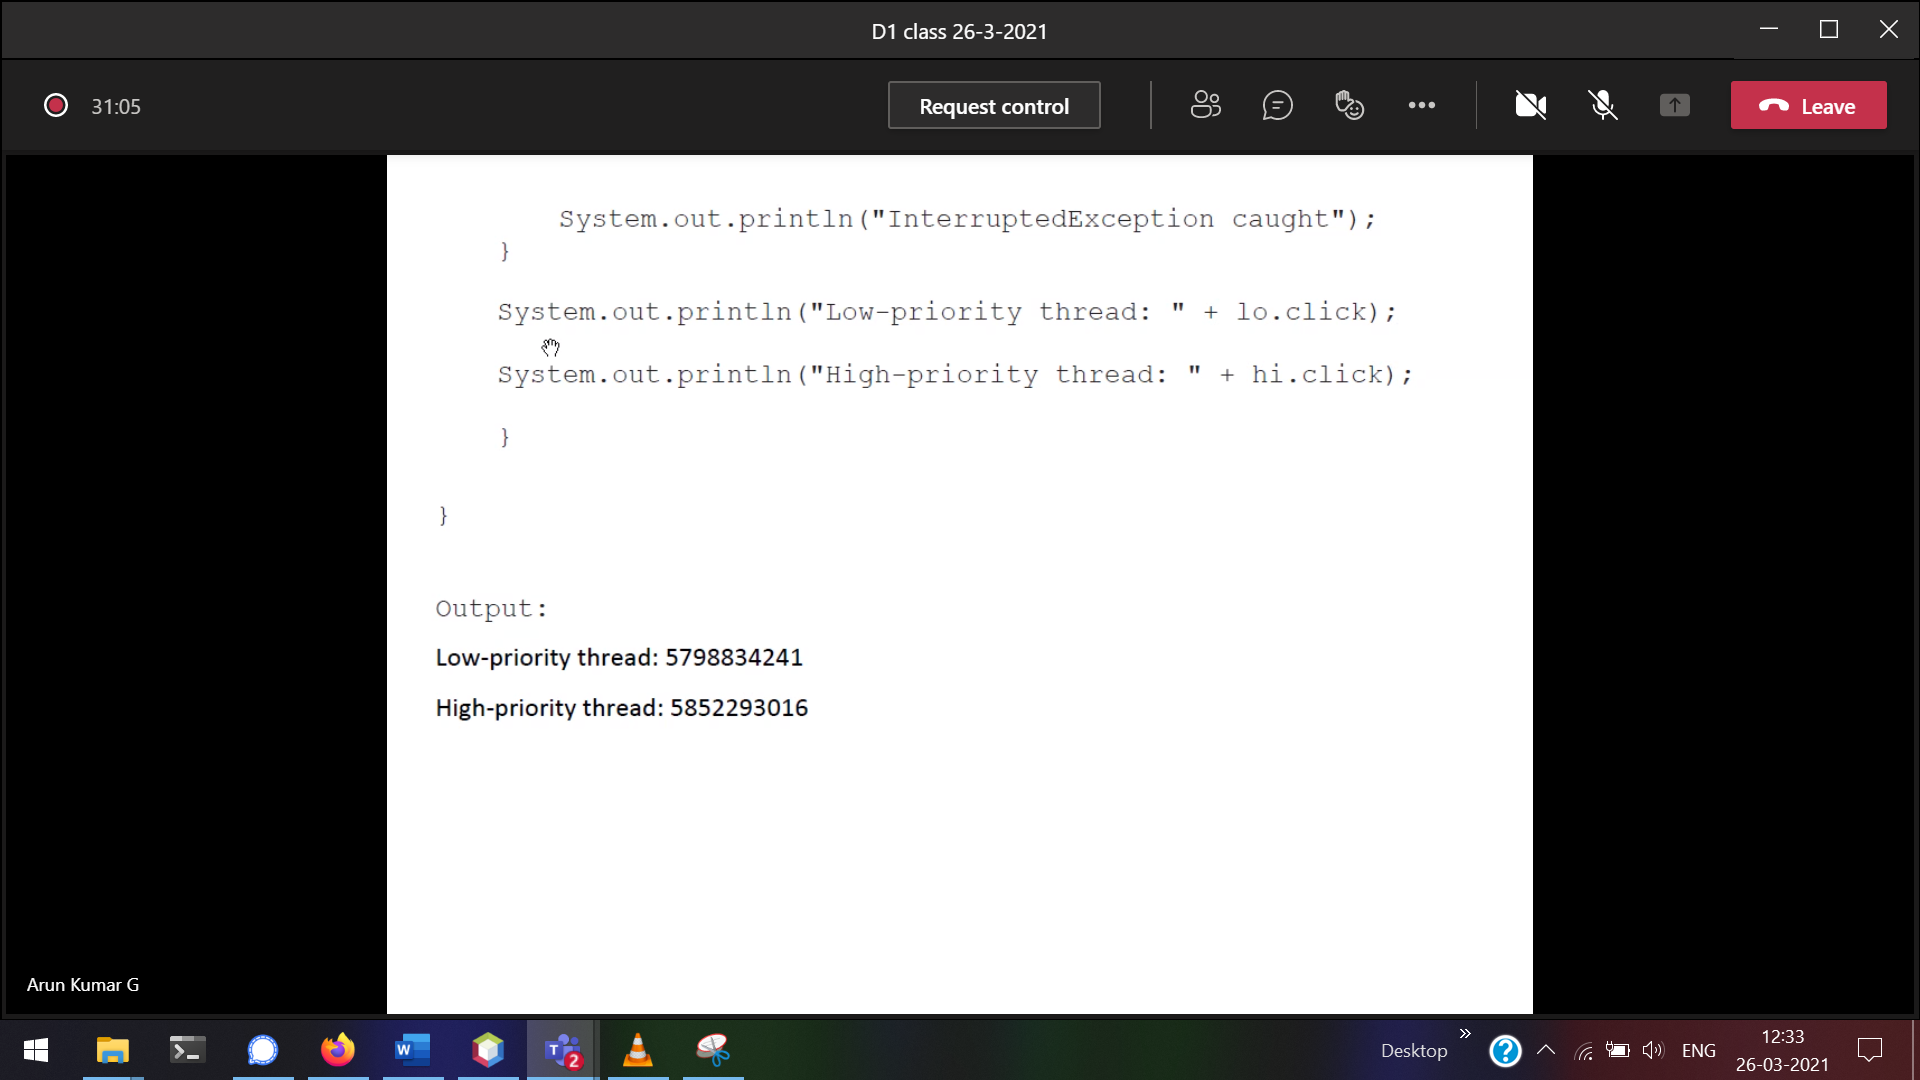 D1 class 26-3-2021
31:05
Request control
Leave
System.out.println("InterruptedException caught");
}
System.out.println("Low-priority thread: " + lo.click);
System.out.println("High-priority thread: " + hi.click);
}
}
Output:
Low-priority thread: 5798834241
High-priority thread: 5852293016
Arun Kumar G
W
T
2
Desktop
»
?
ENG
12:33
26-03-2021